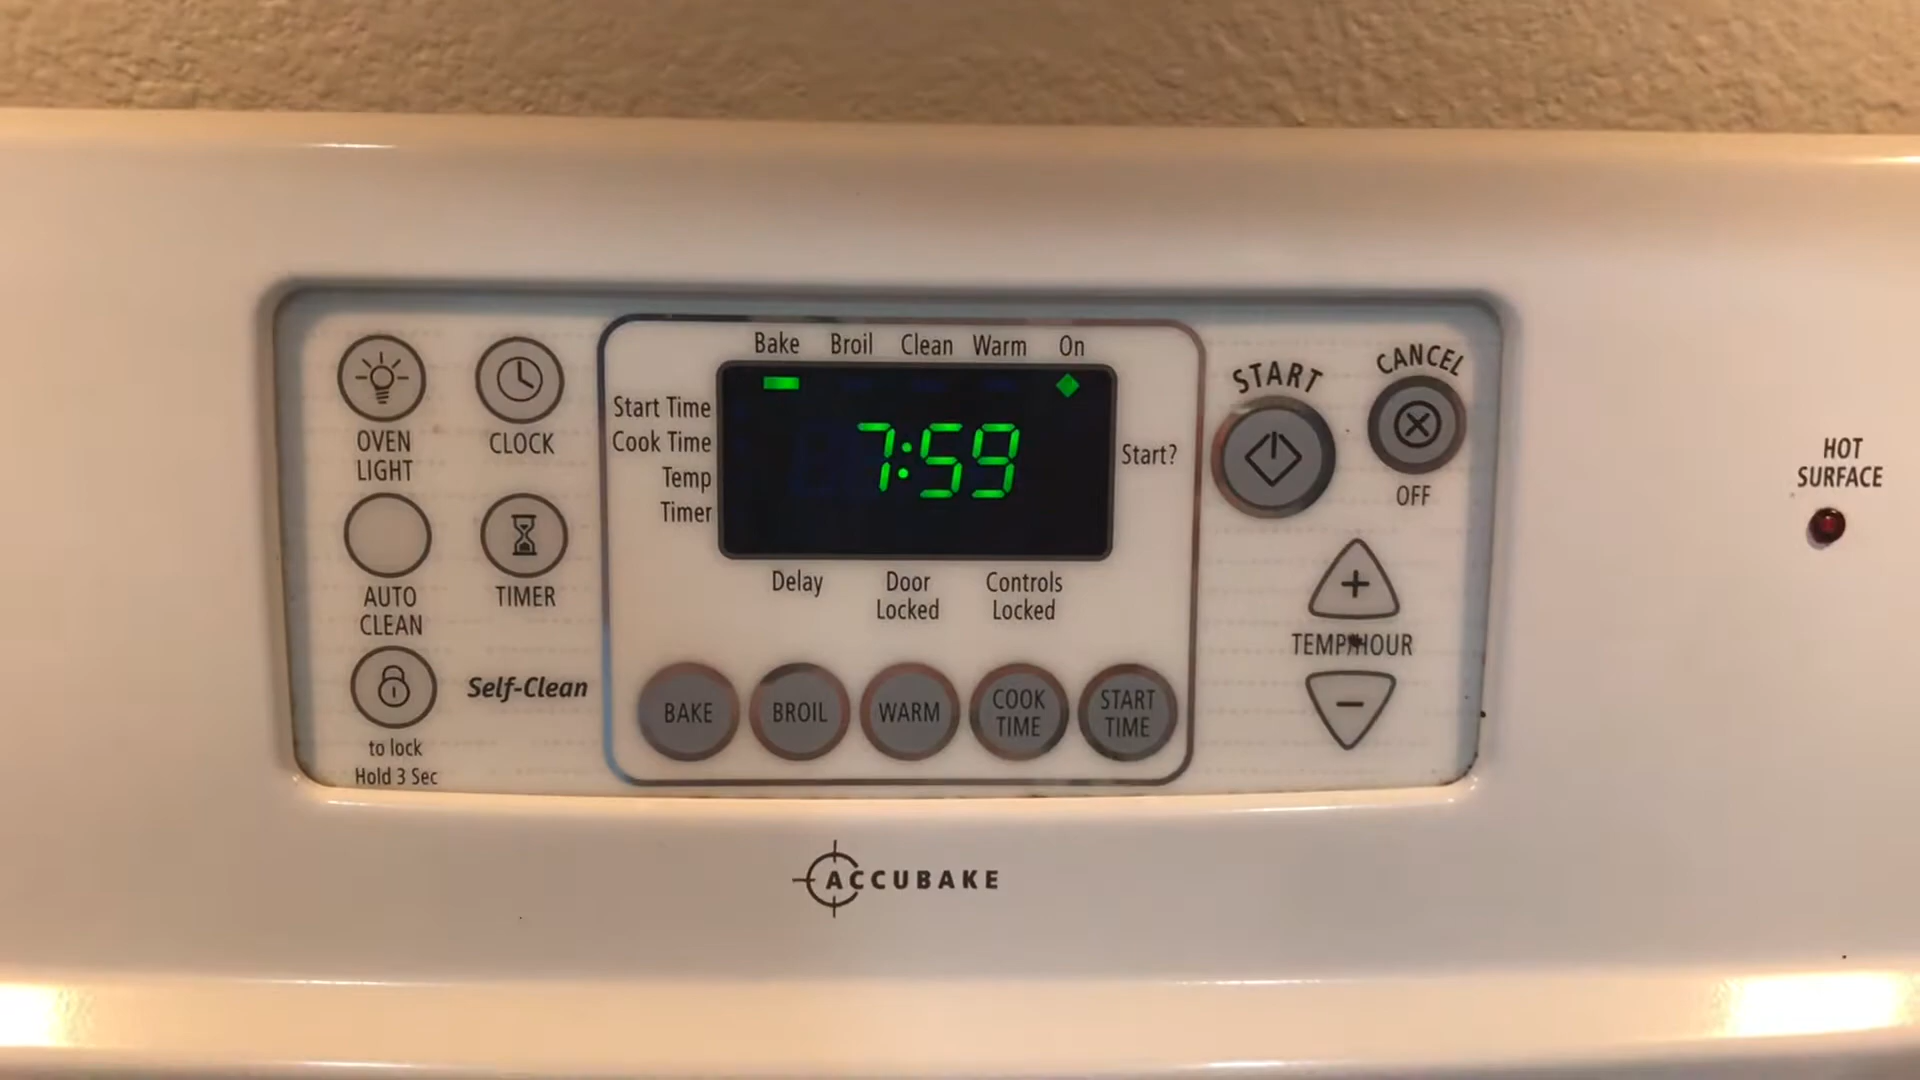 Bake Broil Clean Warm On
Start Time
Cook Time
Temp
Timer
7:59
Start?
Delay
Door
Locked
Controls
Locked
OVEN
LIGHT
CLOCK
AUTO
CLEAN
TIMER
Self-Clean
to lock
Hold 3 Sec
BAKE
BROIL
WARM
COOK
TIME
START
TIME
START
CANCEL
OFF
TEMP/HOUR
HOT
SURFACE
ACCUBAKE